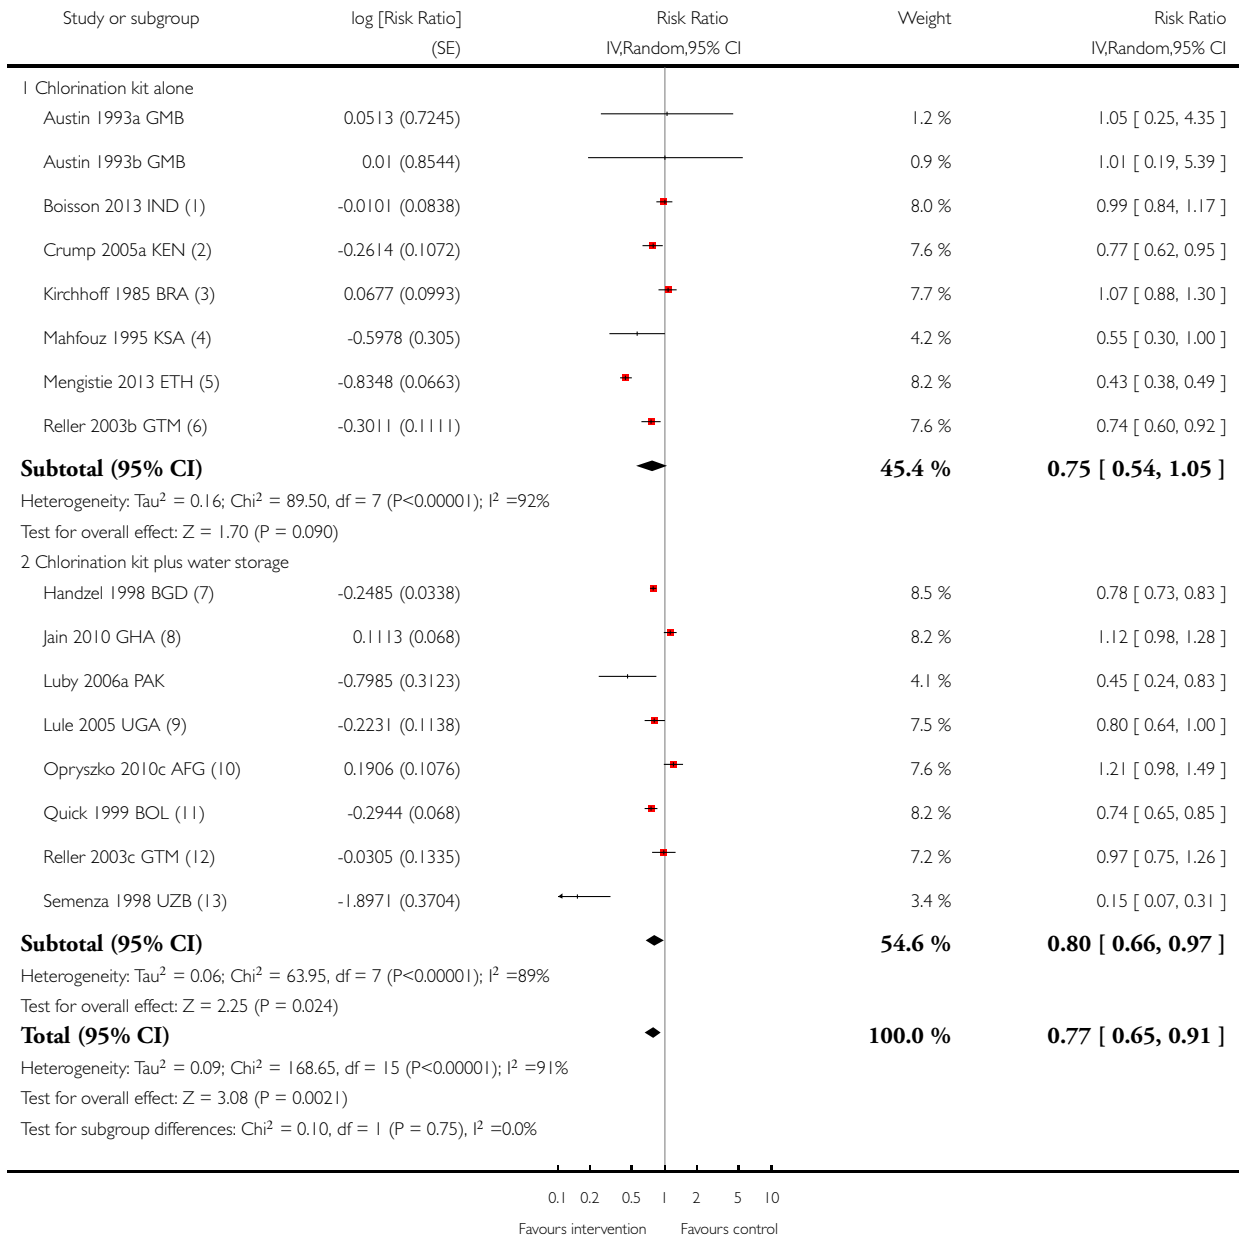 Study or subgroup log [Risk Ratio] Risk Ratio Weight Risk Ratio
(SE) IV,Random,95% CI IV,Random,95% CI
1 Chlorination kit alone
Austin 1993a GMB 0.0513 (0.7245) 1.2 % 1.05 [ 0.25, 4.35 ]
Austin 1993b GMB 0.01 (0.8544) 0.9 % 1.01 [ 0.19, 5.39 ]
Boisson 2013 IND (1) -0.0101 (0.0838) 8.0 % 0.99 [ 0.84, 1.17 ]
Crump 2005a KEN (2) -0.2614 (0.1072) 7.6 % 0.77 [ 0.62, 0.95 ]
Kirchhoff 1985 BRA (3) 0.0677 (0.0993) 7.7 % 1.07 [ 0.88, 1.30 ]
Mahfouz 1995 KSA (4) -0.5978 (0.305) 4.2 % 0.55 [ 0.30, 1.00 ]
Mengistie 2013 ETH (5) -0.8348 (0.0663) 8.2 % 0.43 [ 0.38, 0.49 ]
Reller 2003b GTM (6) -0.3011 (0.1111) 7.6 % 0.74 [ 0.60, 0.92 ]
Subtotal (95% CI) 45.4 % 0.75 [ 0.54, 1.05 ]
Heterogeneity: Tau² = 0.16; Chi² = 89.50, df = 7 (P<0.00001); I² =92%
Test for overall effect: Z = 1.70 (P = 0.090)
2 Chlorination kit plus water storage
Handzel 1998 BGD (7) -0.2485 (0.0338) 8.5 % 0.78 [ 0.73, 0.83 ]
Jain 2010 GHA (8) 0.1113 (0.068) 8.2 % 1.12 [ 0.98, 1.28 ]
Luby 2006a PAK -0.7985 (0.3123) 4.1 % 0.45 [ 0.24, 0.83 ]
Lule 2005 UGA (9) -0.2231 (0.1138) 7.5 % 0.80 [ 0.64, 1.00 ]
Opryszko 2010c AFG (10) 0.1906 (0.1076) 7.6 % 1.21 [ 0.98, 1.49 ]
Quick 1999 BOL (11) -0.2944 (0.068) 8.2 % 0.74 [ 0.65, 0.85 ]
Reller 2003c GTM (12) -0.0305 (0.1335) 7.2 % 0.97 [ 0.75, 1.26 ]
Semenza 1998 UZB (13) -1.8971 (0.3704) 3.4 % 0.15 [ 0.07, 0.31 ]
Subtotal (95% CI) 54.6 % 0.80 [ 0.66, 0.97 ]
Heterogeneity: Tau² = 0.06; Chi² = 63.95, df = 7 (P<0.00001); I² =89%
Test for overall effect: Z = 2.25 (P = 0.024)
Total (95% CI) 100.0 % 0.77 [ 0.65, 0.91 ]
Heterogeneity: Tau² = 0.09; Chi² = 168.65, df = 15 (P<0.00001); I² =91%
Test for overall effect: Z = 3.08 (P = 0.0021)
Test for subgroup differences: Chi² = 0.10, df = 1 (P = 0.75), I² =0.0%
0.1 0.2 0.5 1 2 5 10
Favours intervention Favours control